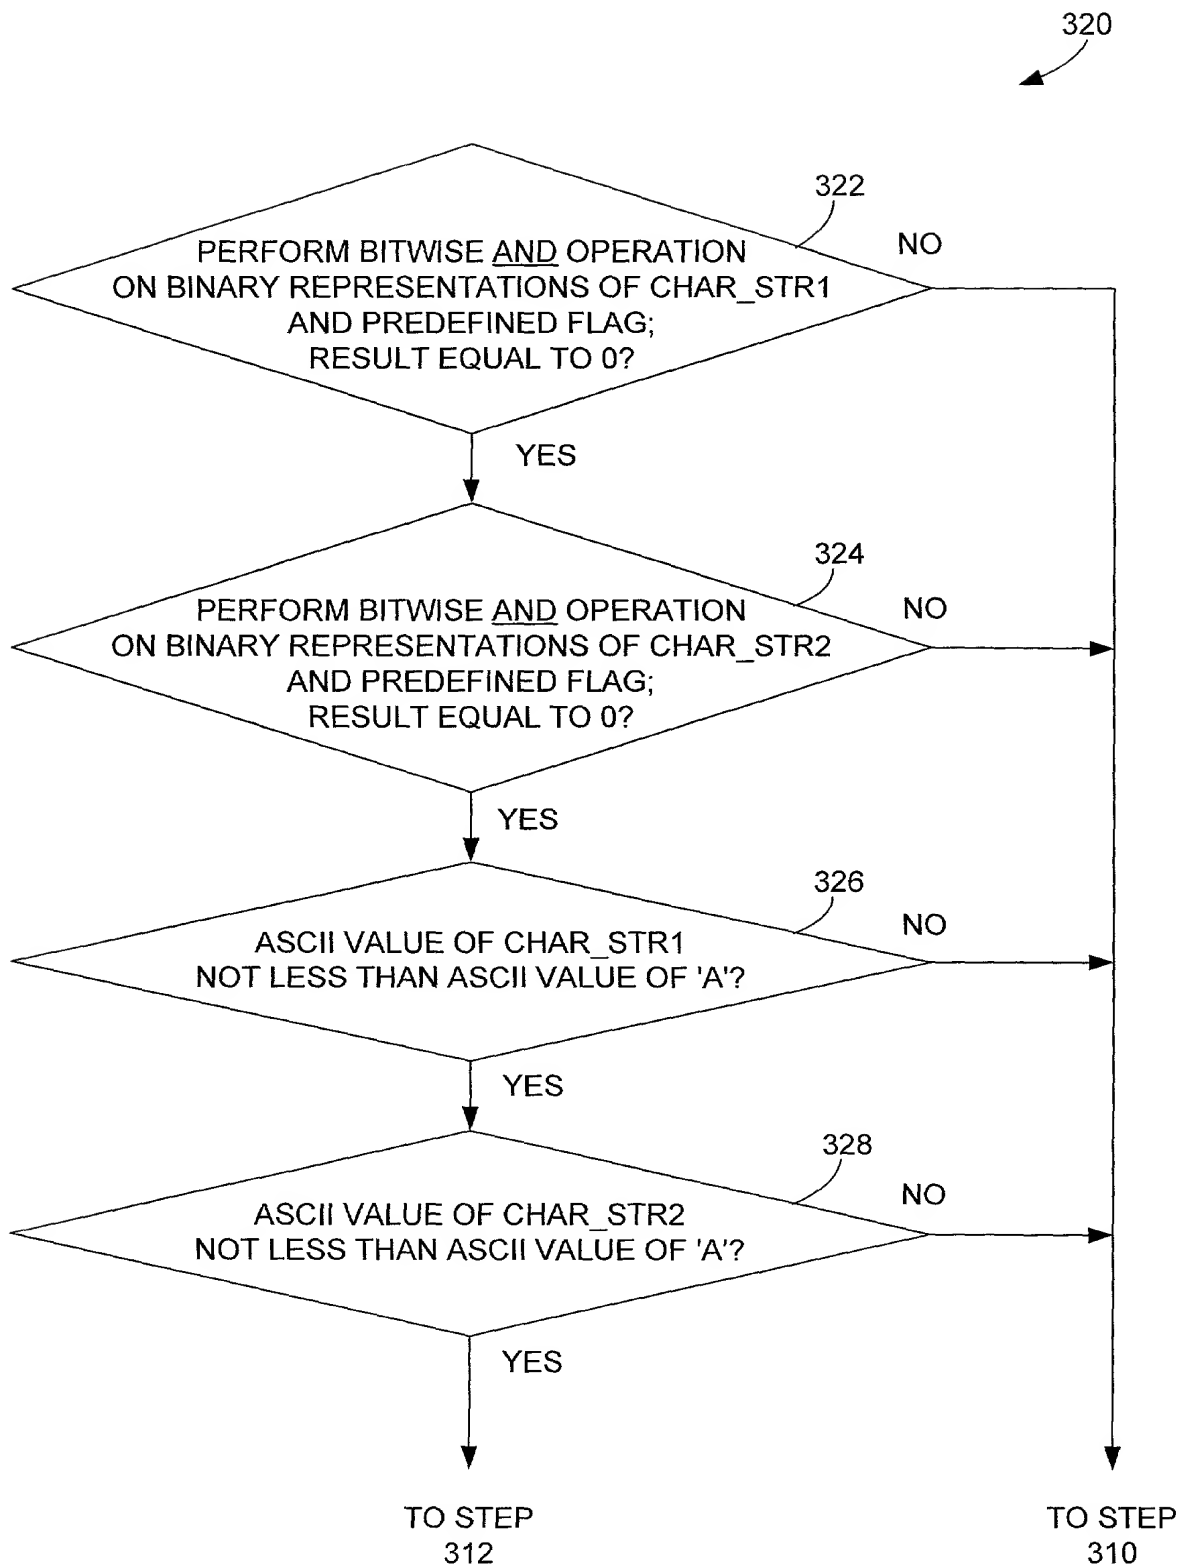 320
322
NO
PERFORM BITWISE AND OPERATION
ON BINARY REPRESENTATIONS OF CHAR_STR1
AND PREDEFINED FLAG;
RESULT EQUAL TO 0?
YES
324
NO
PERFORM BITWISE AND OPERATION
ON BINARY REPRESENTATIONS OF CHAR_STR2
AND PREDEFINED FLAG;
RESULT EQUAL TO 0?
YES
326
NO
ASCII VALUE OF CHAR_STR1
NOT LESS THAN ASCII VALUE OF 'A'?
YES
328
NO
ASCII VALUE OF CHAR_STR2
NOT LESS THAN ASCII VALUE OF 'A'?
YES
TO STEP
312
TO STEP
310